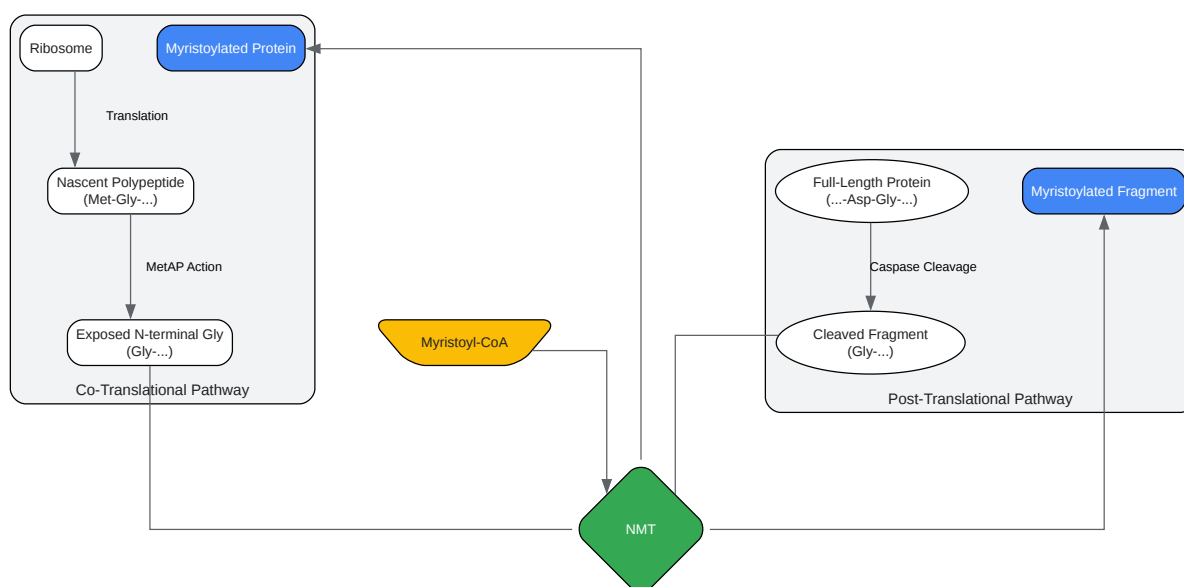 Ribosome
Myristoylated Protein
Translation
Nascent Polypeptide
(Met-Gly-...)
MetAP Action
Exposed N-terminal Gly
(Gly-...)
Co-Translational Pathway
Myristoyl-CoA
NMT
Full-Length Protein
(...-Asp-Gly-...)
Myristoylated Fragment
Caspase Cleavage
Cleaved Fragment
(Gly-...)
Post-Translational Pathway